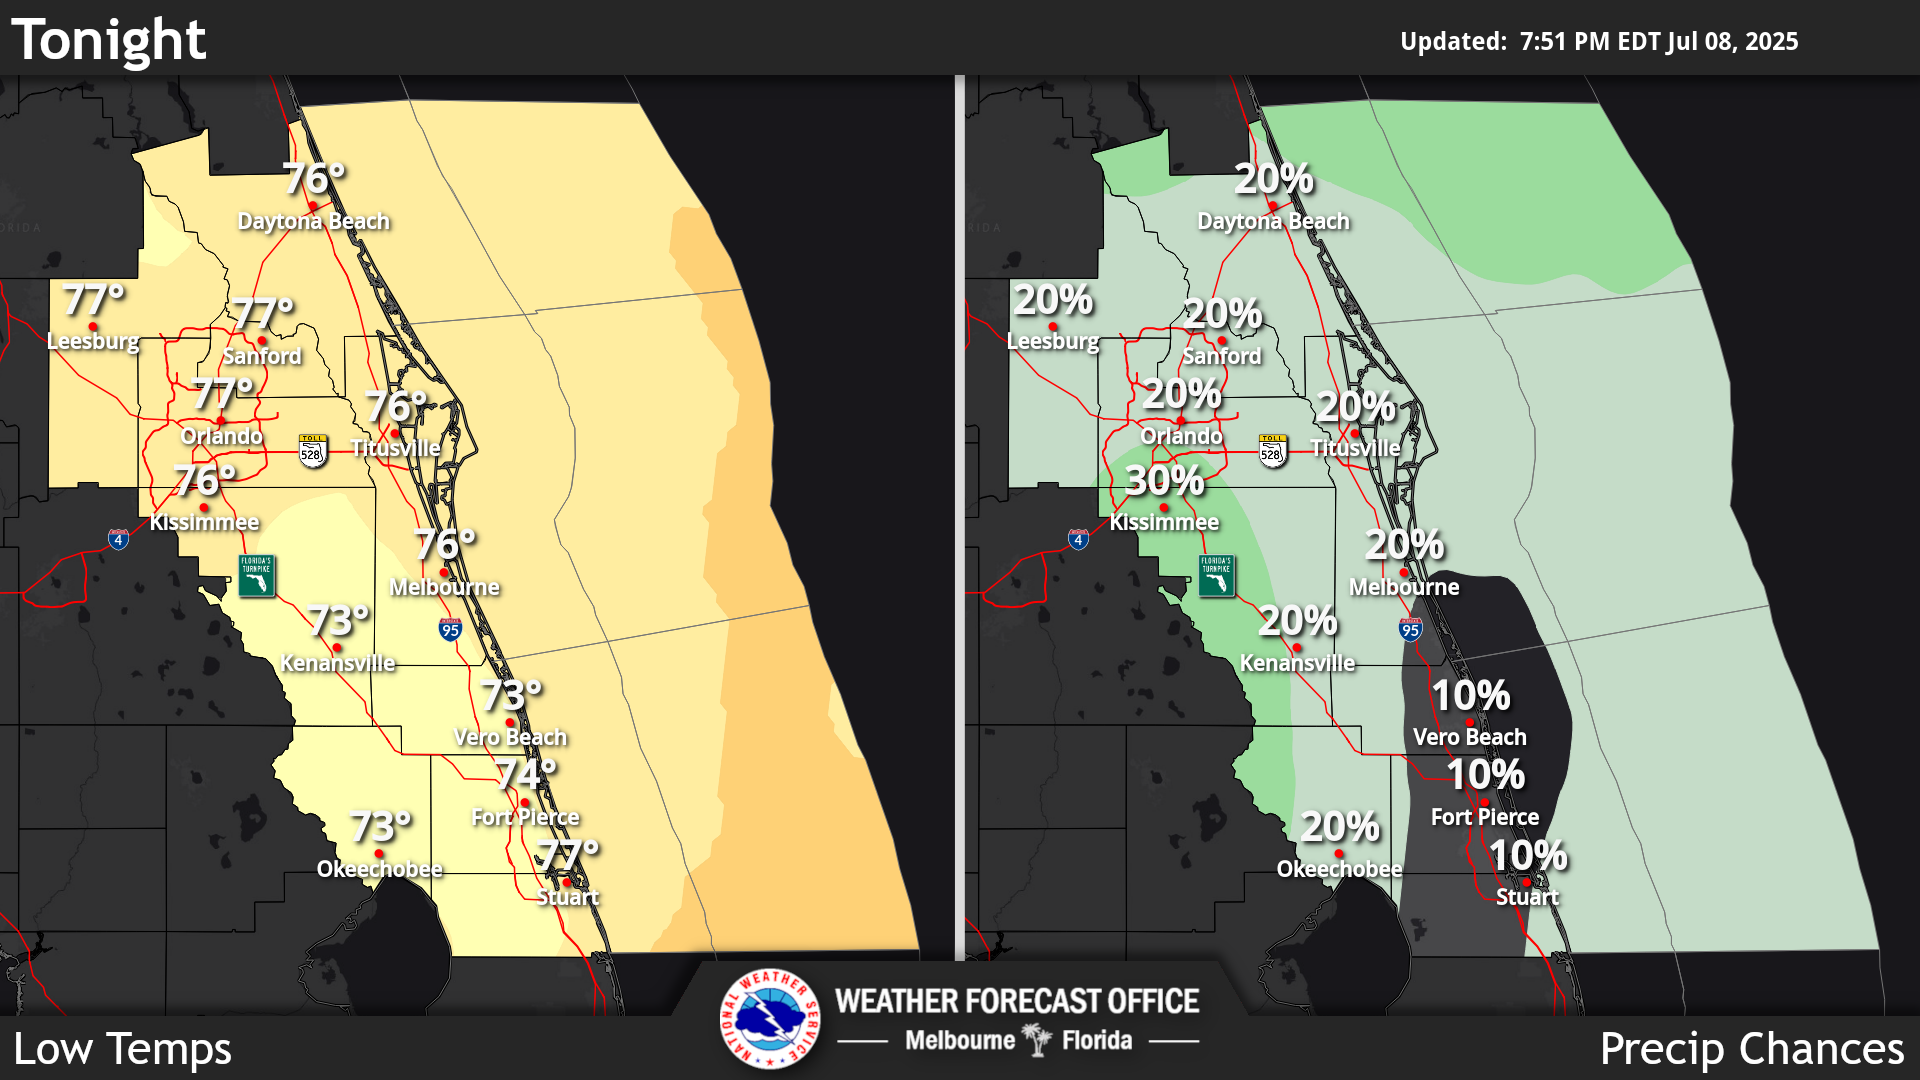 Tonight
Updated: 7:51 PM EDT Jul 08, 2025
76°
Daytona Beach
77°
Leesburg
77°
Sanford
77°
Orlando
76°
Titusville
TOLL
528
76°
Kissimmee
4
FLORIDA'S
TURNPIKE
76°
Melbourne
95
73°
Kenansville
73°
Vero Beach
74°
Fort Pierce
73°
Okeechobee
77°
Stuart
20%
Daytona Beach
RIDA
20%
Leesburg
20%
Sanford
20%
Orlando
20%
Titusville
TOLL
528
30%
Kissimmee
4
FLORIDA'S
TURNPIKE
20%
Melbourne
95
20%
Kenansville
10%
Vero Beach
10%
Fort Pierce
20%
Okeechobee
10%
Stuart
NATIONAL WEATHER SERVICE
WEATHER FORECAST OFFICE
Melbourne Florida
Low Temps
Precip Chances